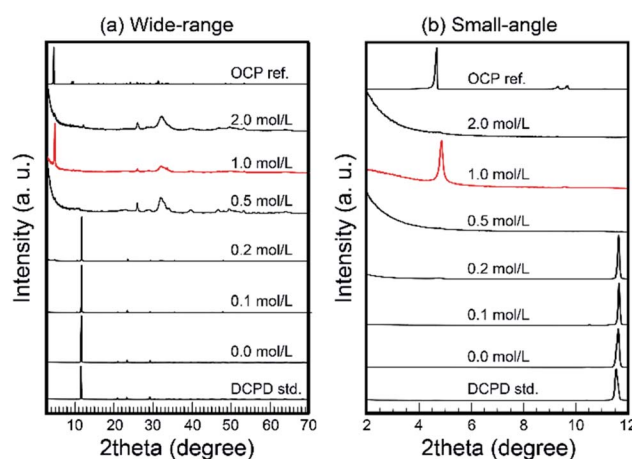 (a) Wide-range
OCP ref.
2.0 mol/L
1.0 mol/L
0.5 mol/L
0.2 mol/L
0.1 mol/L
0.0 mol/L
DCPD std.
Intensity (a. u.)
10 20 30 40 50 60 70
2theta (degree)
(b) Small-angle
OCP ref.
2.0 mol/L
1.0 mol/L
0.5 mol/L
0.2 mol/L
0.1 mol/L
0.0 mol/L
DCPD std.
Intensity (a. u.)
2 4 6 8 10 12
2theta (degree)